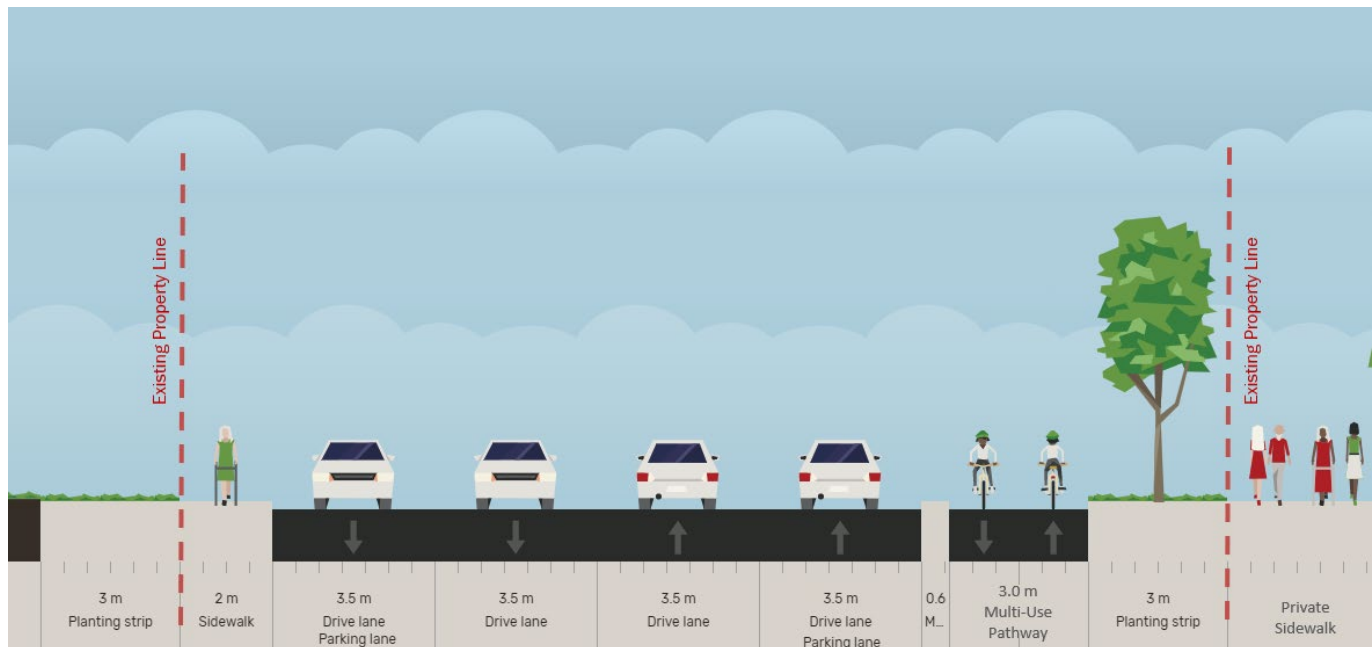 Existing Property Line
Existing Property Line
3 m
Planting strip
2 m
Sidewalk
3.5 m
Drive lane
Parking lane
3.5 m
Drive lane
3.5 m
Drive lane
3.5 m
Drive lane
Parking lane
0.6
M...
3.0 m
Multi-Use
Pathway
3 m
Planting strip
Private
Sidewalk